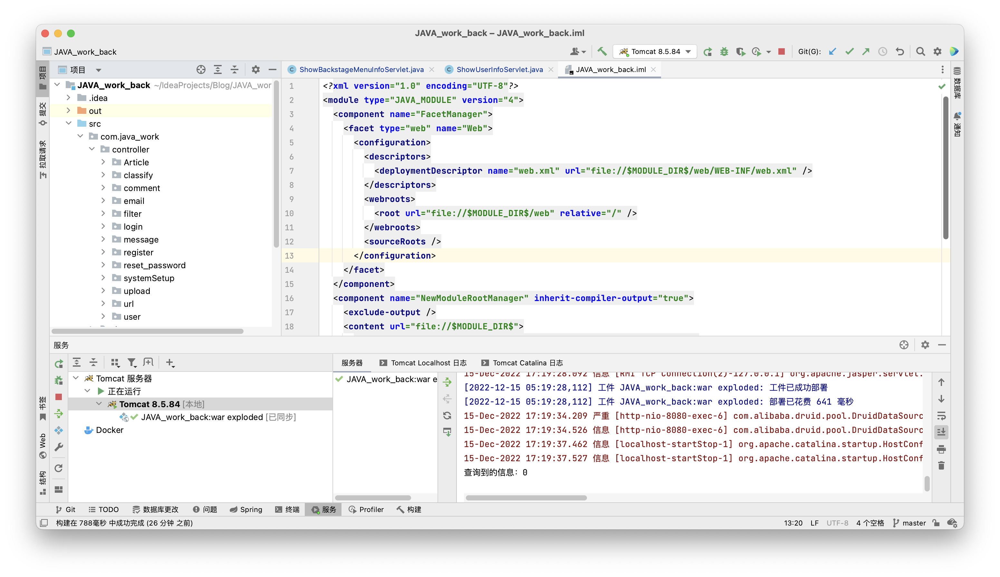 JAVA_work_back – JAVA_work_back.iml
JAVA_work_back
Tomcat 8.5.84
Git(G):
项目
提交
拉取请求
书签
Web
结构
项目
JAVA_work_back ~/IdeaProjects/Blog/JAVA_wor
.idea
out
src
com.java_work
controller
Article
classify
comment
email
filter
login
message
register
reset_password
systemSetup
upload
url
user
ShowBackstageMenuInfoServlet.java
ShowUserInfoServlet.java
JAVA_work_back.iml
1 <?xml version="1.0" encoding="UTF-8"?>
2 <module type="JAVA_MODULE" version="4">
3 <component name="FacetManager">
4 <facet type="web" name="Web">
5 <configuration>
6 <descriptors>
7 <deploymentDescriptor name="web.xml" url="file://$MODULE_DIR$/web/WEB-INF/web.xml" />
8 </descriptors>
9 <webroots>
10 <root url="file://$MODULE_DIR$/web" relative="/" />
11 </webroots>
12 <sourceRoots />
13 </configuration>
14 </facet>
15 </component>
16 <component name="NewModuleRootManager" inherit-compiler-output="true">
17 <exclude-output />
18 <content url="file://$MODULE_DIR$">
数据库
通知
服务
Tomcat 服务器
正在运行
Tomcat 8.5.84 [本地]
JAVA_work_back:war exploded [已同步]
Docker
服务器
Tomcat Localhost 日志
Tomcat Catalina 日志
JAVA_work_back:war e
15-Dec-2022 17:19:28.092 信息 [RMI TCP Connection(2)-127.0.0.1] org.apache.jasper.servlet.
[2022-12-15 05:19:28,112] 工件 JAVA_work_back:war exploded: 工件已成功部署
[2022-12-15 05:19:28,112] 工件 JAVA_work_back:war exploded: 部署已花费 641 毫秒
15-Dec-2022 17:19:34.209 严重 [http-nio-8080-exec-6] com.alibaba.druid.pool.DruidDataSourc
15-Dec-2022 17:19:34.526 信息 [http-nio-8080-exec-6] com.alibaba.druid.pool.DruidDataSourc
15-Dec-2022 17:19:37.462 信息 [localhost-startStop-1] org.apache.catalina.startup.HostConf
15-Dec-2022 17:19:37.527 信息 [localhost-startStop-1] org.apache.catalina.startup.HostConf
查询到的信息: 0
Git
TODO
数据库更改
问题
Spring
终端
服务
Profiler
构建
构建在 788毫秒 中成功完成 (26 分钟 之前)
13:20 LF UTF-8 4 个空格 master